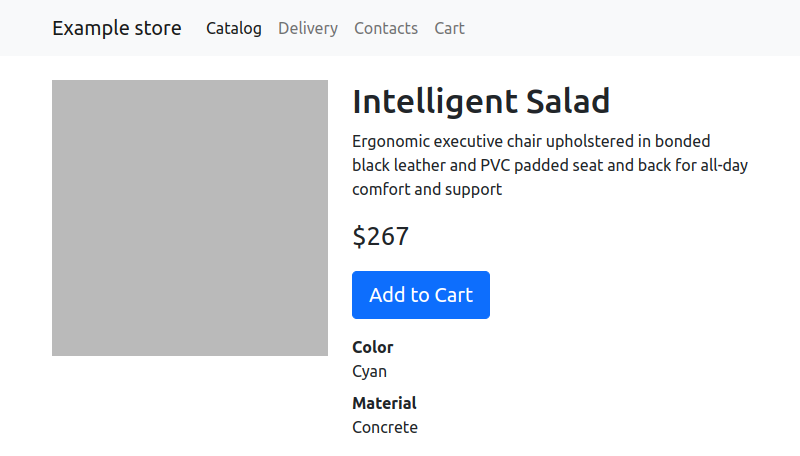 Example store Catalog Delivery Contacts Cart
Intelligent Salad
Ergonomic executive chair upholstered in bonded
black leather and PVC padded seat and back for all-day
comfort and support
$267
Add to Cart
Color
Cyan
Material
Concrete